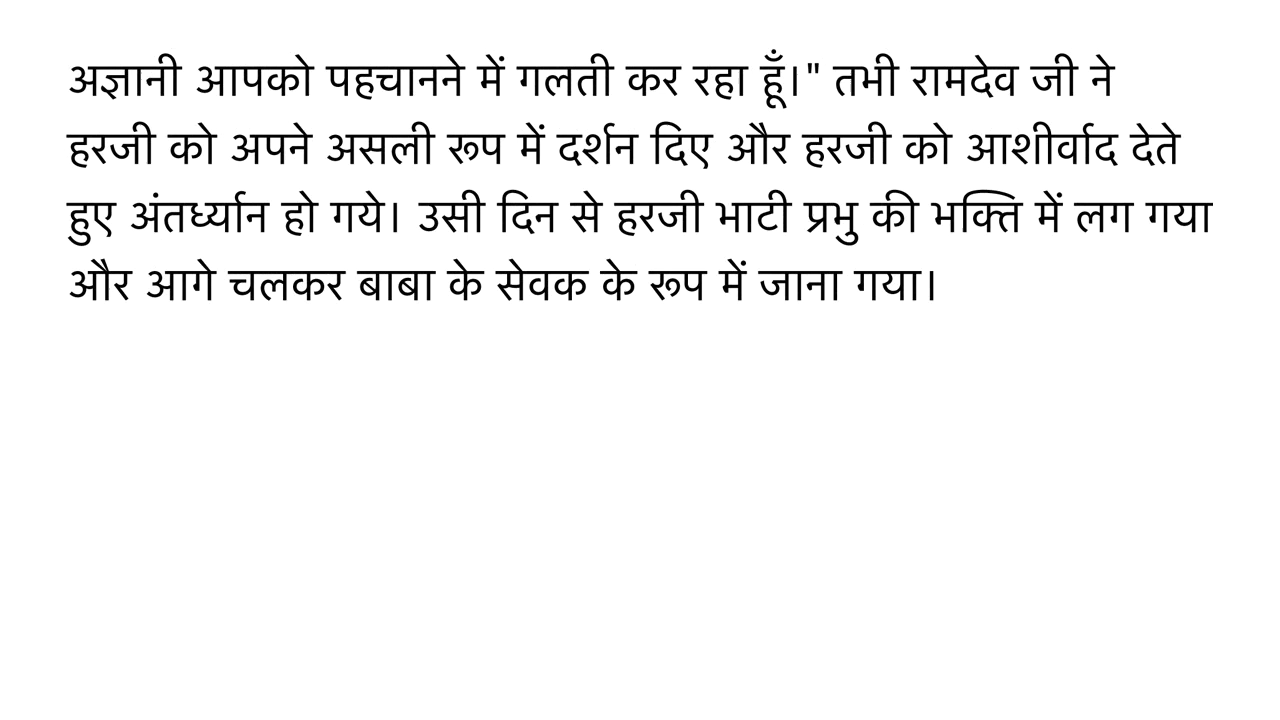 अज्ञानी आपको पहचानने में गलती कर रहा हूँ।" तभी रामदेव जी ने
हरजी को अपने असली रूप में दर्शन दिए और हरजी को आशीर्वाद देते
हुए अंतर्ध्यान हो गये। उसी दिन से हरजी भाटी प्रभु की भक्ति में लग गया
और आगे चलकर बाबा के सेवक के रूप में जाना गया।